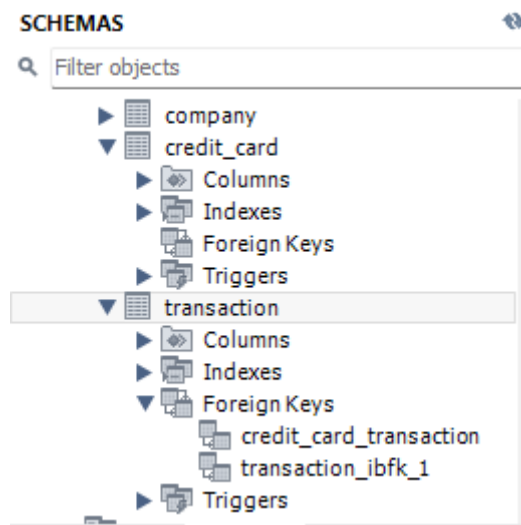 SCHEMAS
Filter objects
company
credit_card
Columns
Indexes
Foreign Keys
Triggers
transaction
Columns
Indexes
Foreign Keys
credit_card_transaction
transaction_ibfk_1
Triggers